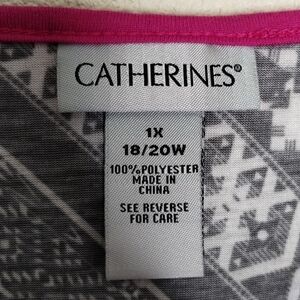 CATHERINES®
1X
18/20W
100%POLYESTER
MADE IN
CHINA
SEE REVERSE
FOR CARE